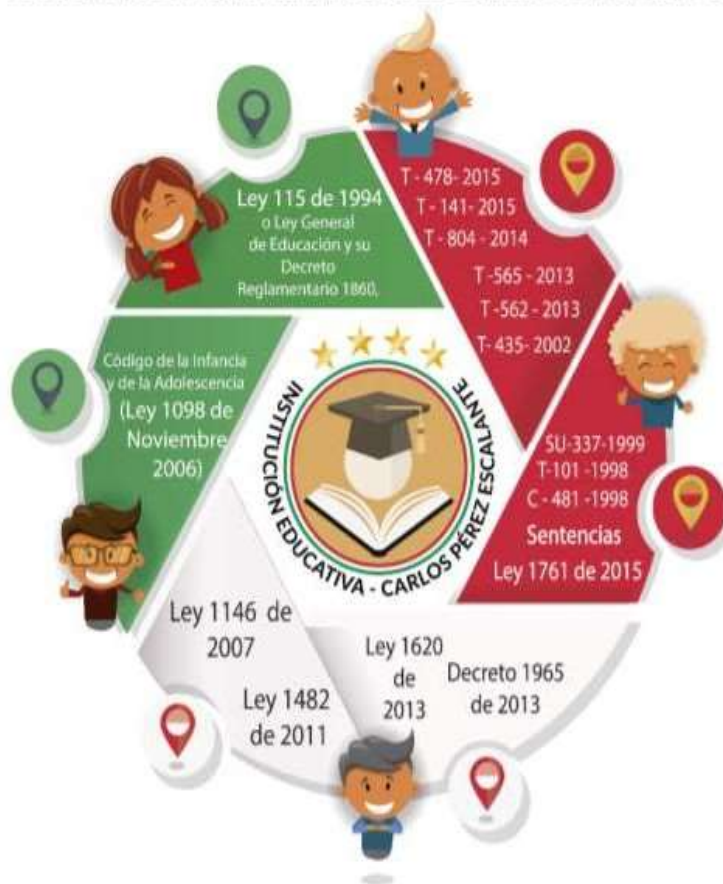 Ley 115 de 1994
o Ley General
de Educación y su
Decreto
Reglamentario 1860,
T - 478- 2015
T - 141- 2015
T - 804 - 2014
T -565 - 2013
T -562 - 2013
T- 435- 2002
SU-337-1999
T-101 -1998
C - 481 -1998
Sentencias
Ley 1761 de 2015
Ley 1620
de
2013
Decreto 1965
de 2013
Ley 1146 de
2007
Ley 1482
de 2011
Código de la Infancia
y de la Adolescencia
(Ley 1098 de
Noviembre
2006)
INSTITUCIÓN EDUCATIVA - CARLOS PÉREZ ESCALANTE